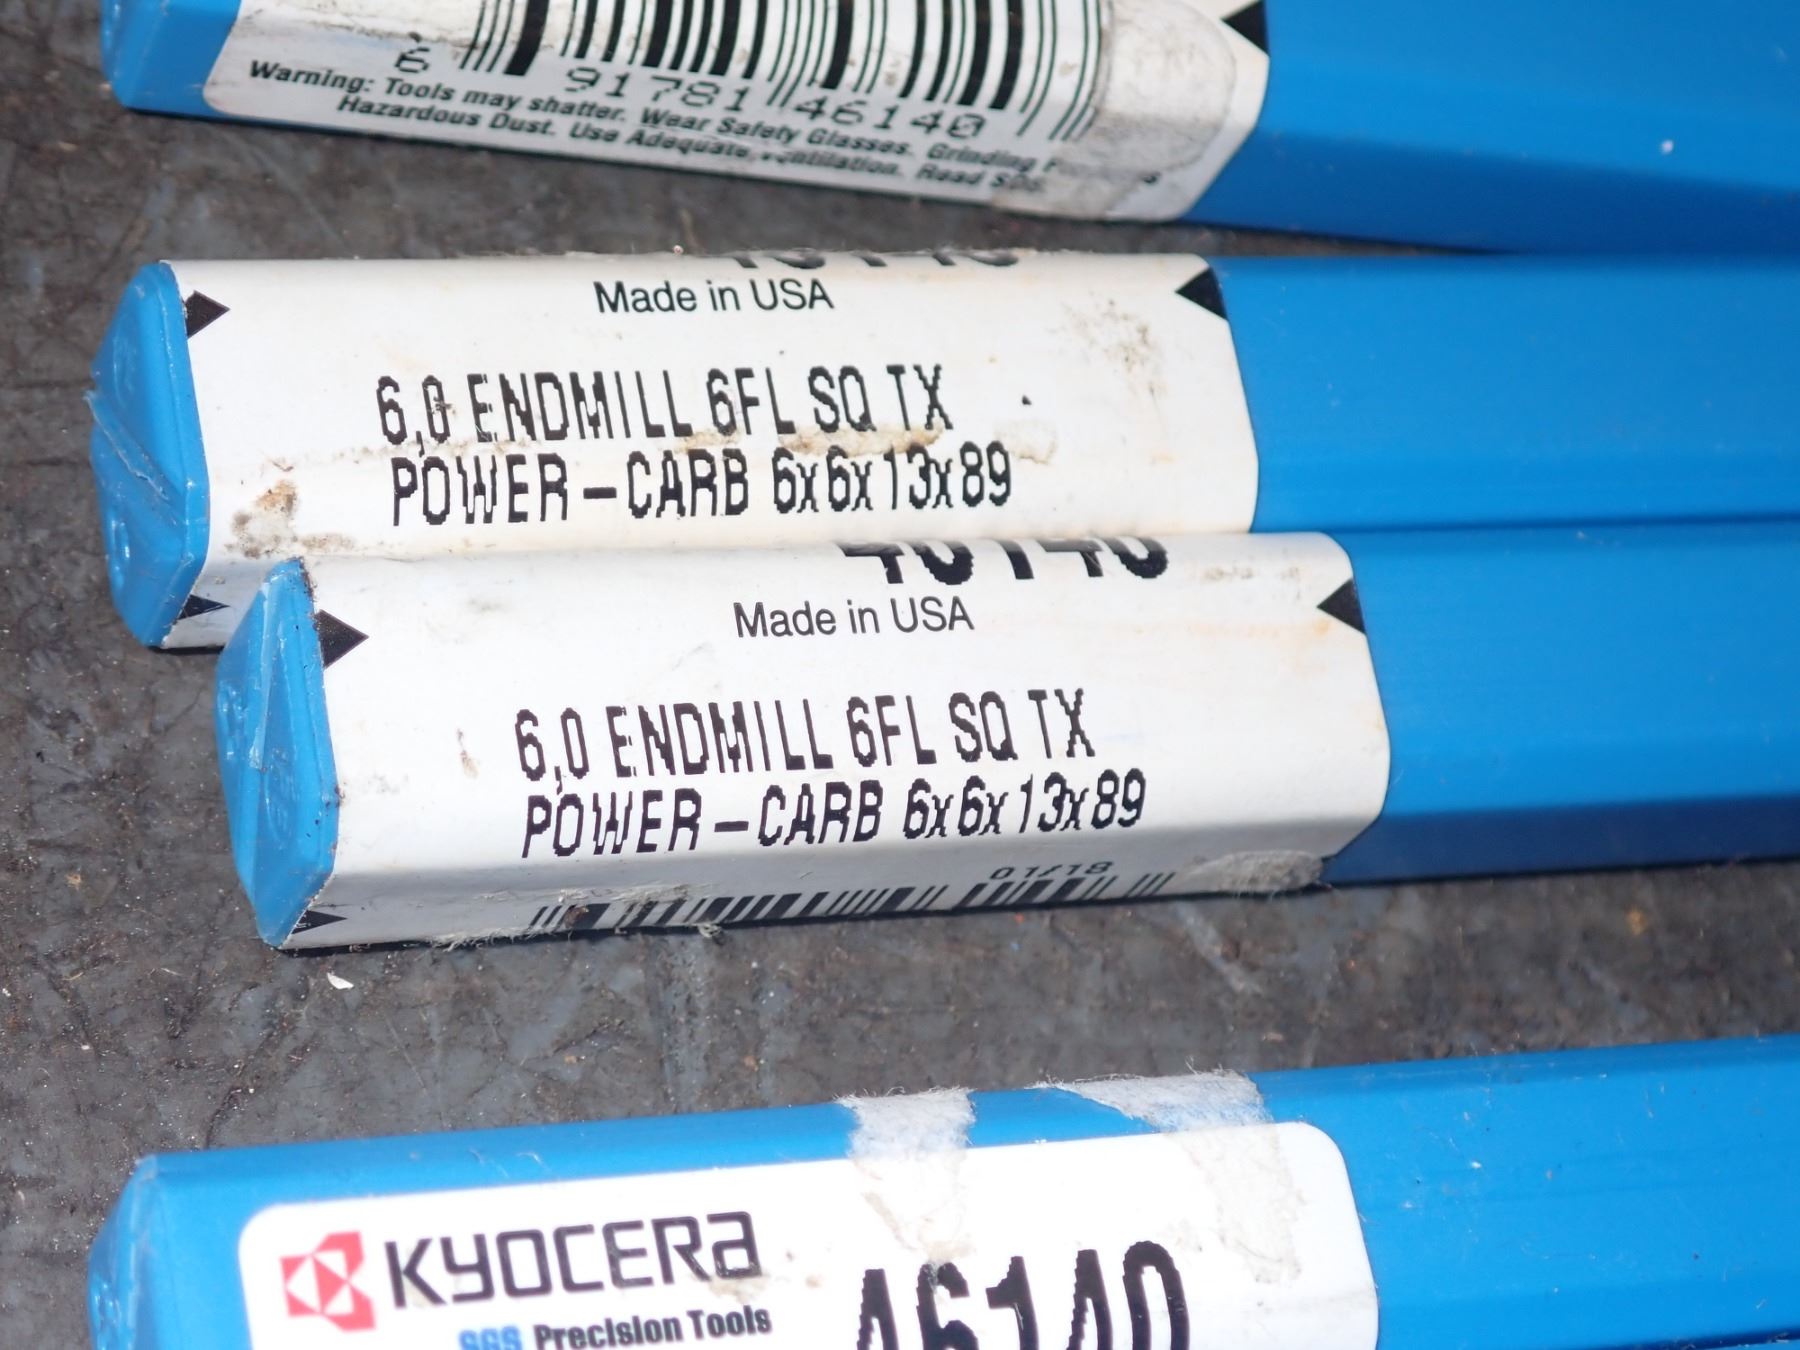 6 91781 46140
Warning: Tools may shatter. Wear Safety Glasses. Grinding
Hazardous Dust. Use Adequate Ventilation. Read SDS.
Made in USA
6,0 ENDMILL 6FL SQ TX
POWER-CARB 6x6x13x89
46140
Made in USA
6,0 ENDMILL 6FL SQ TX
POWER-CARB 6x6x13x89
01/18
KYOCERA
SGS Precision Tools
46140